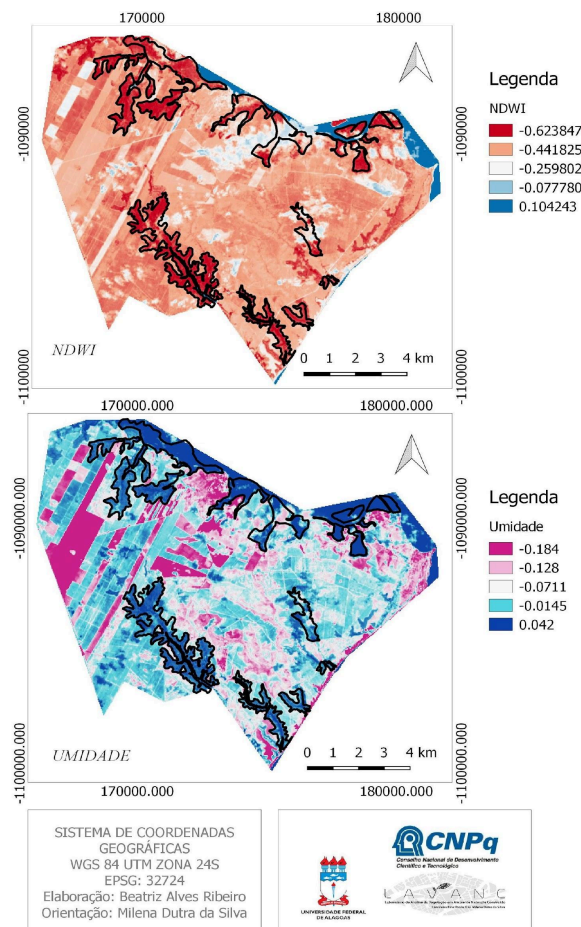 170000
180000
-1090000
-1090000
Legenda
NDWI
-0.623847
-0.441825
-0.259802
-0.077780
0.104243
NDWI
0 1 2 3 4 km
-1100000
-1100000
170000.000
180000.000
-1090000.000
-1090000.000
Legenda
Umidade
-0.184
-0.128
-0.0711
-0.0145
0.042
UMIDADE
0 1 2 3 4 km
-1100000.000
-1100000.000
170000.000
180000.000
SISTEMA DE COORDENADAS
GEOGRÁFICAS
WGS 84 UTM ZONA 24S
EPSG: 32724
Elaboração: Beatriz Alves Ribeiro
Orientação: Milena Dutra da Silva
UNIVERSIDADE FEDERAL
DE ALAGOAS
CNPq
Conselho Nacional de Desenvolvimento
Científico e Tecnológico
LAVANC